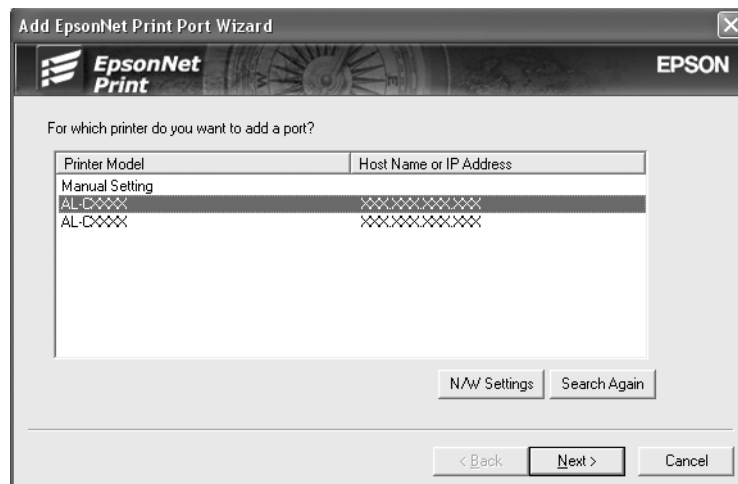 Add EpsonNet Print Port Wizard
EpsonNet
Print
EPSON
For which printer do you want to add a port?
Printer Model Host Name or IP Address
Manual Setting
AL-CXXXX XXX.XXX.XXX.XXX
AL-CXXXX XXX.XXX.XXX.XXX
N/W Settings Search Again
< Back Next > Cancel